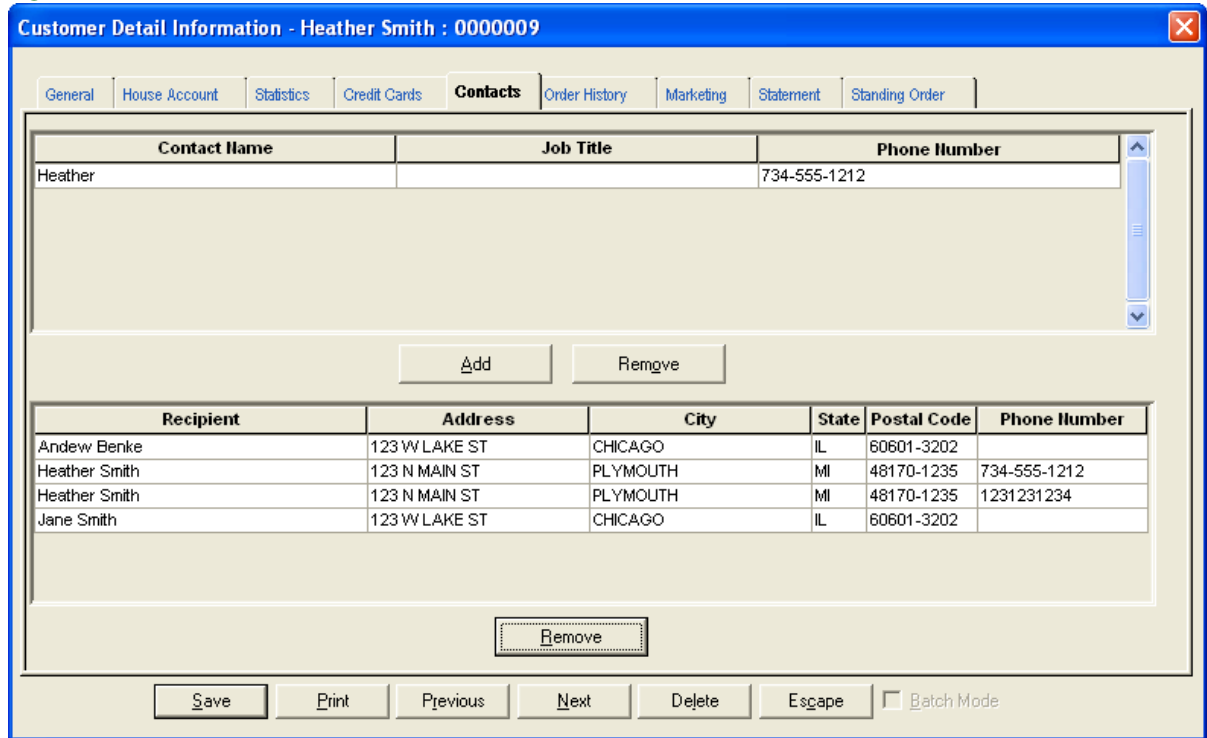 Customer Detail Information - Heather Smith : 0000009
General House Account Statistics Credit Cards Contacts Order History Marketing Statement Standing Order
Contact Name Job Title Phone Number
Heather 734-555-1212
Add Remove
Recipient Address City State Postal Code Phone Number
Andew Benke 123 W LAKE ST CHICAGO IL 60601-3202
Heather Smith 123 N MAIN ST PLYMOUTH MI 48170-1235 734-555-1212
Heather Smith 123 N MAIN ST PLYMOUTH MI 48170-1235 1231231234
Jane Smith 123 W LAKE ST CHICAGO IL 60601-3202
Remove
Save Print Previous Next Delete Escape Batch Mode